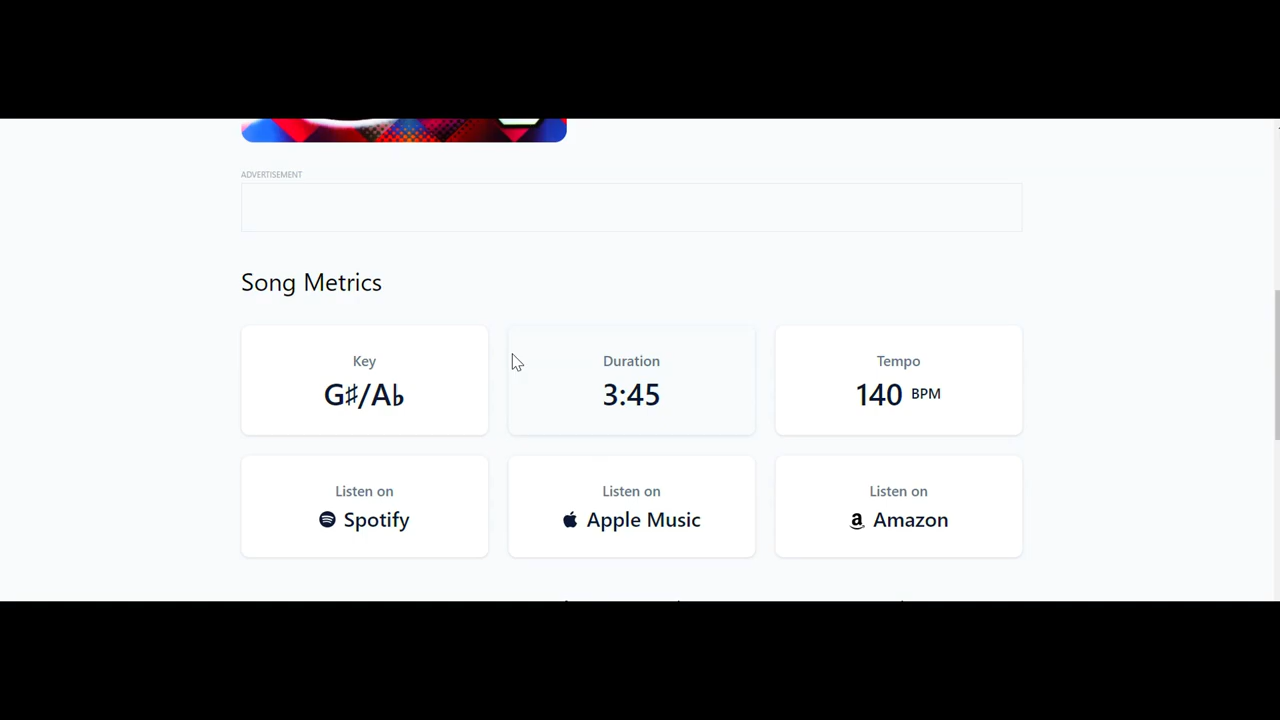 ADVERTISEMENT
Song Metrics
Key
G♯/A♭
Duration
3:45
Tempo
140 BPM
Listen on
Spotify
Listen on
Apple Music
Listen on
Amazon